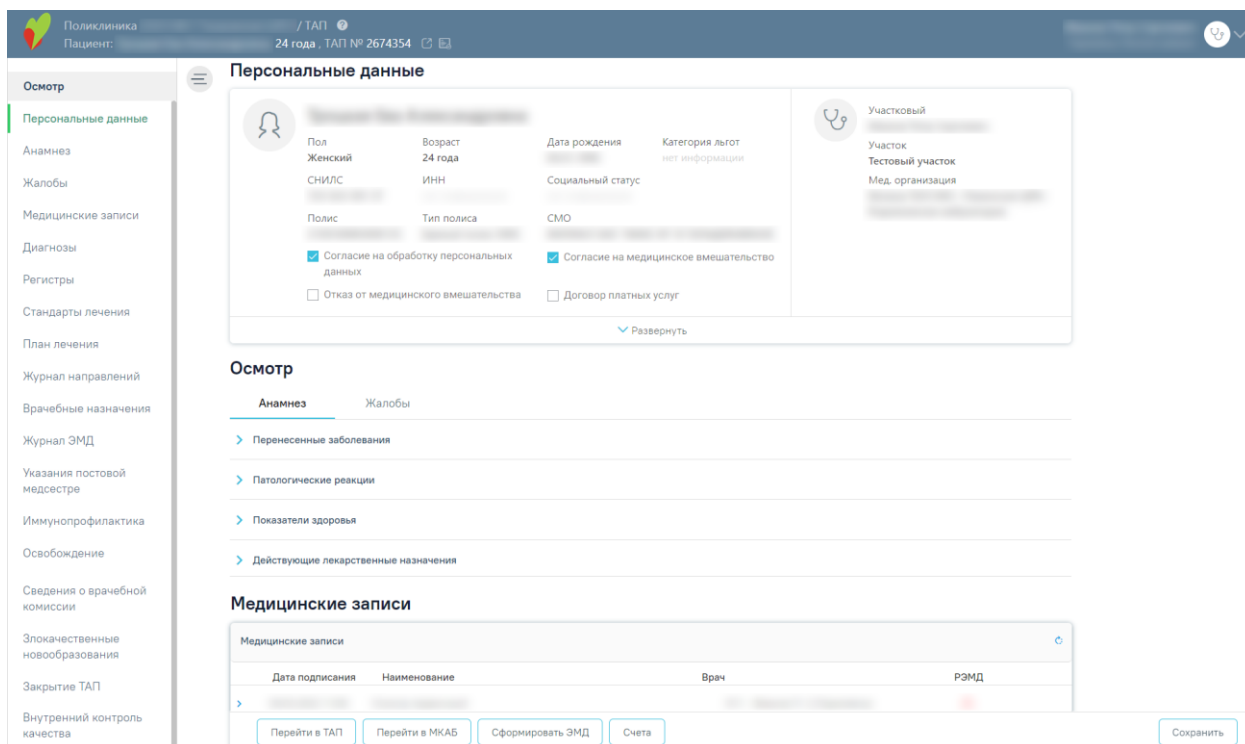 Поликлиника / ТАП ?
Пациент: 24 года , ТАП № 2674354
Осмотр
Персональные данные
Анамнез
Жалобы
Медицинские записи
Диагнозы
Регистры
Стандарты лечения
План лечения
Журнал направлений
Врачебные назначения
Журнал ЭМД
Указания постовой
медсестре
Иммунопрофилактика
Освобождение
Сведения о врачебной
комиссии
Злокачественные
новообразования
Закрытие ТАП
Внутренний контроль
качества
Персональные данные
Пол Возраст Дата рождения Категория льгот
Женский 24 года нет информации
СНИЛС ИНН Социальный статус
Полис Тип полиса СМО
Согласие на обработку персональных
данных
Согласие на медицинское вмешательство
Отказ от медицинского вмешательства
Договор платных услуг
Участковый
Участок
Тестовый участок
Мед. организация
Развернуть
Осмотр
Анамнез Жалобы
Перенесенные заболевания
Патологические реакции
Показатели здоровья
Действующие лекарственные назначения
Медицинские записи
Медицинские записи
Дата подписания Наименование Врач РЭМД
Перейти в ТАП Перейти в МКАБ Сформировать ЭМД Счета Сохранить